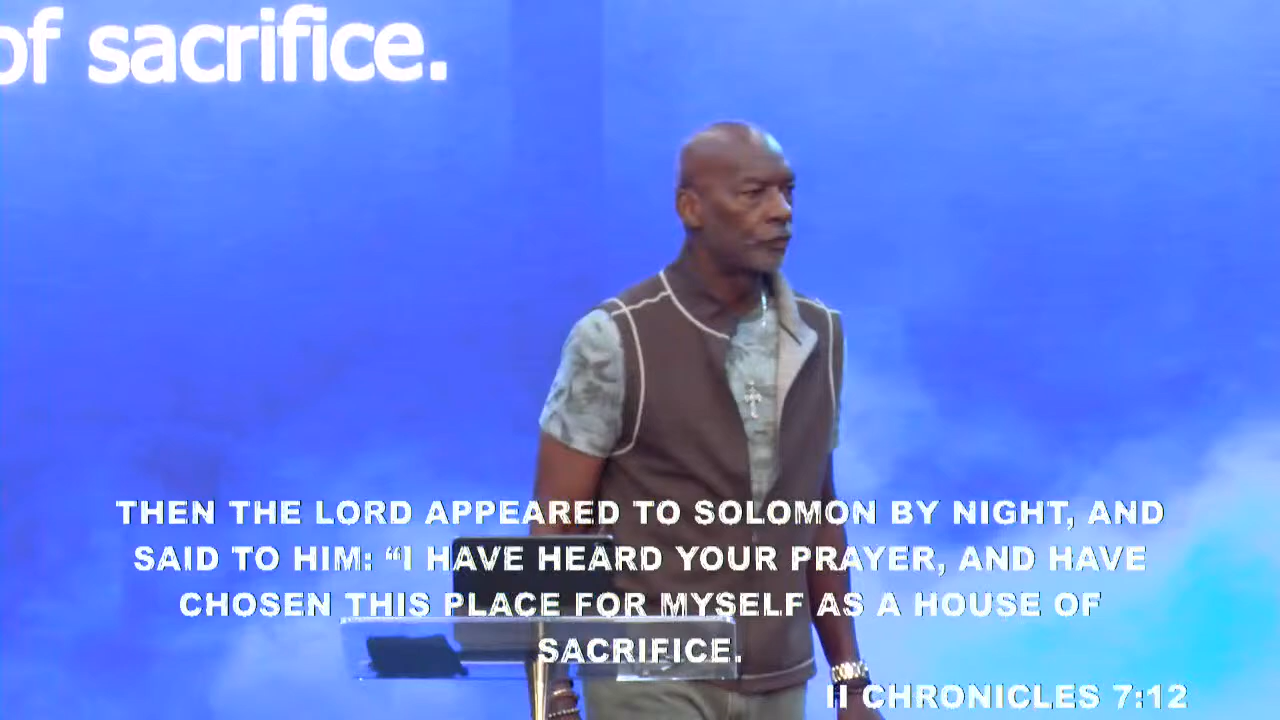 of sacrifice.
THEN THE LORD APPEARED TO SOLOMON BY NIGHT, AND
SAID TO HIM: “I HAVE HEARD YOUR PRAYER, AND HAVE
CHOSEN THIS PLACE FOR MYSELF AS A HOUSE OF
SACRIFICE.
II CHRONICLES 7:12